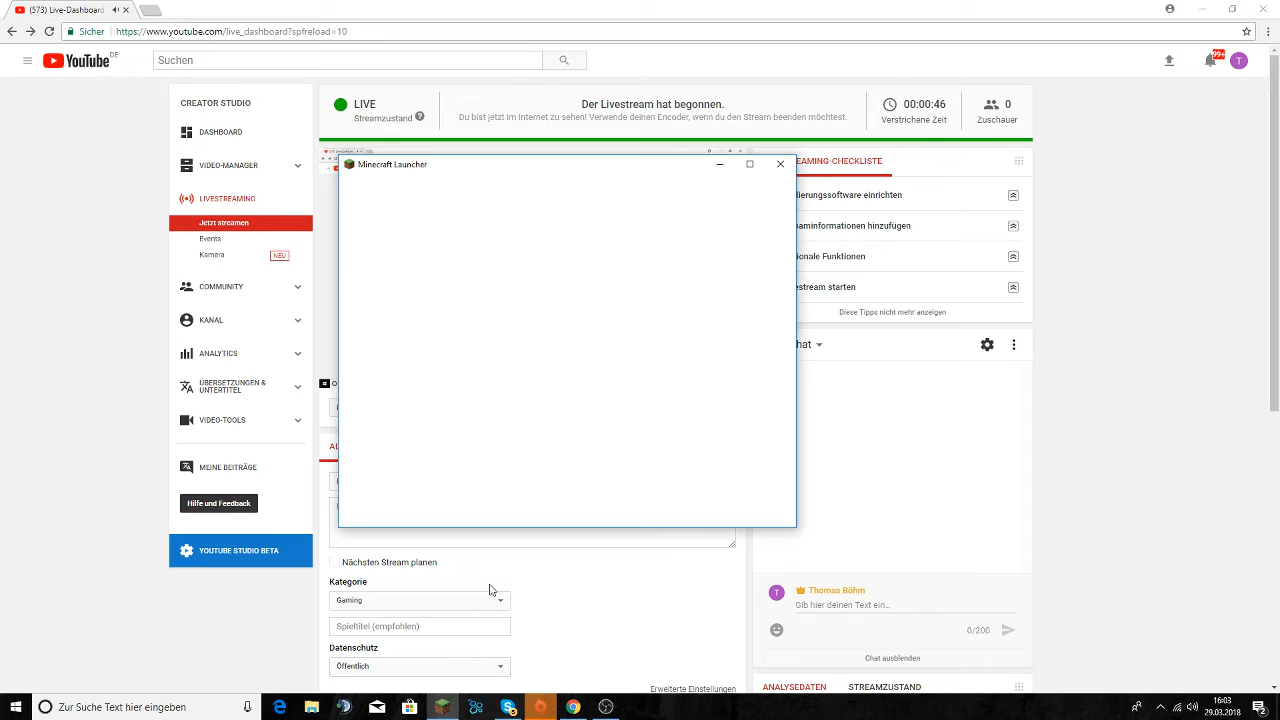 (573) Live-Dashboard
Sicher
https://www.youtube.com/live_dashboard?spfreload=10
YouTube DE
Suchen
99+
T
CREATOR STUDIO
DASHBOARD
VIDEO-MANAGER
LIVESTREAMING
Jetzt streamen
Events
Kamera
NEU
COMMUNITY
KANAL
ANALYTICS
ÜBERSETZUNGEN &
UNTERTITEL
VIDEO-TOOLS
MEINE BEITRÄGE
Hilfe und Feedback
YOUTUBE STUDIO BETA
LIVE
Streamzustand
Der Livestream hat begonnen.
Du bist jetzt im Internet zu sehen! Verwende deinen Encoder, wenn du den Stream beenden möchtest.
00:00:46
Verstrichene Zeit
0
Zuschauer
Minecraft Launcher
EAMING-CHECKLISTE
lierungssoftware einrichten
eaminformationen hinzufügen
ionale Funktionen
estream starten
Diese Tipps nicht mehr anzeigen
hat
Nächsten Stream planen
Kategorie
Gaming
Spieltitel (empfohlen)
Datenschutz
Öffentlich
Erweiterte Einstellungen
T
Thomas Böhm
Gib hier deinen Text ein...
0/200
Chat ausblenden
ANALYSEDATEN
STREAMZUSTAND
Zur Suche Text hier eingeben
16:03
29.03.2018